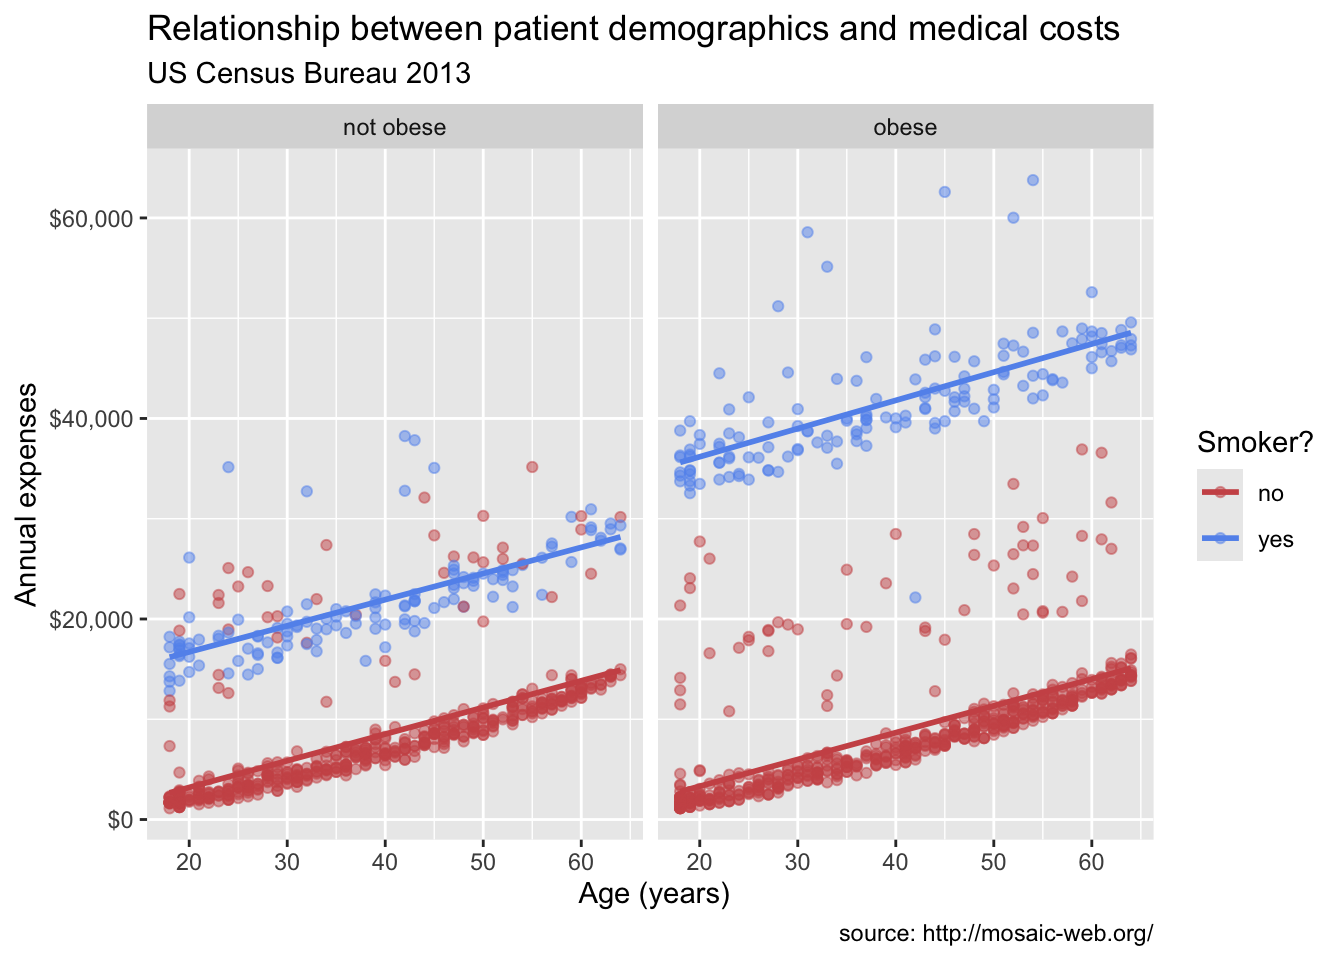 Relationship between patient demographics and medical costs
US Census Bureau 2013
not obese
obese
$60,000
$40,000
$20,000
$0
Annual expenses
20 30 40 50 60
20 30 40 50 60
Age (years)
Smoker?
no
yes
source: http://mosaic-web.org/